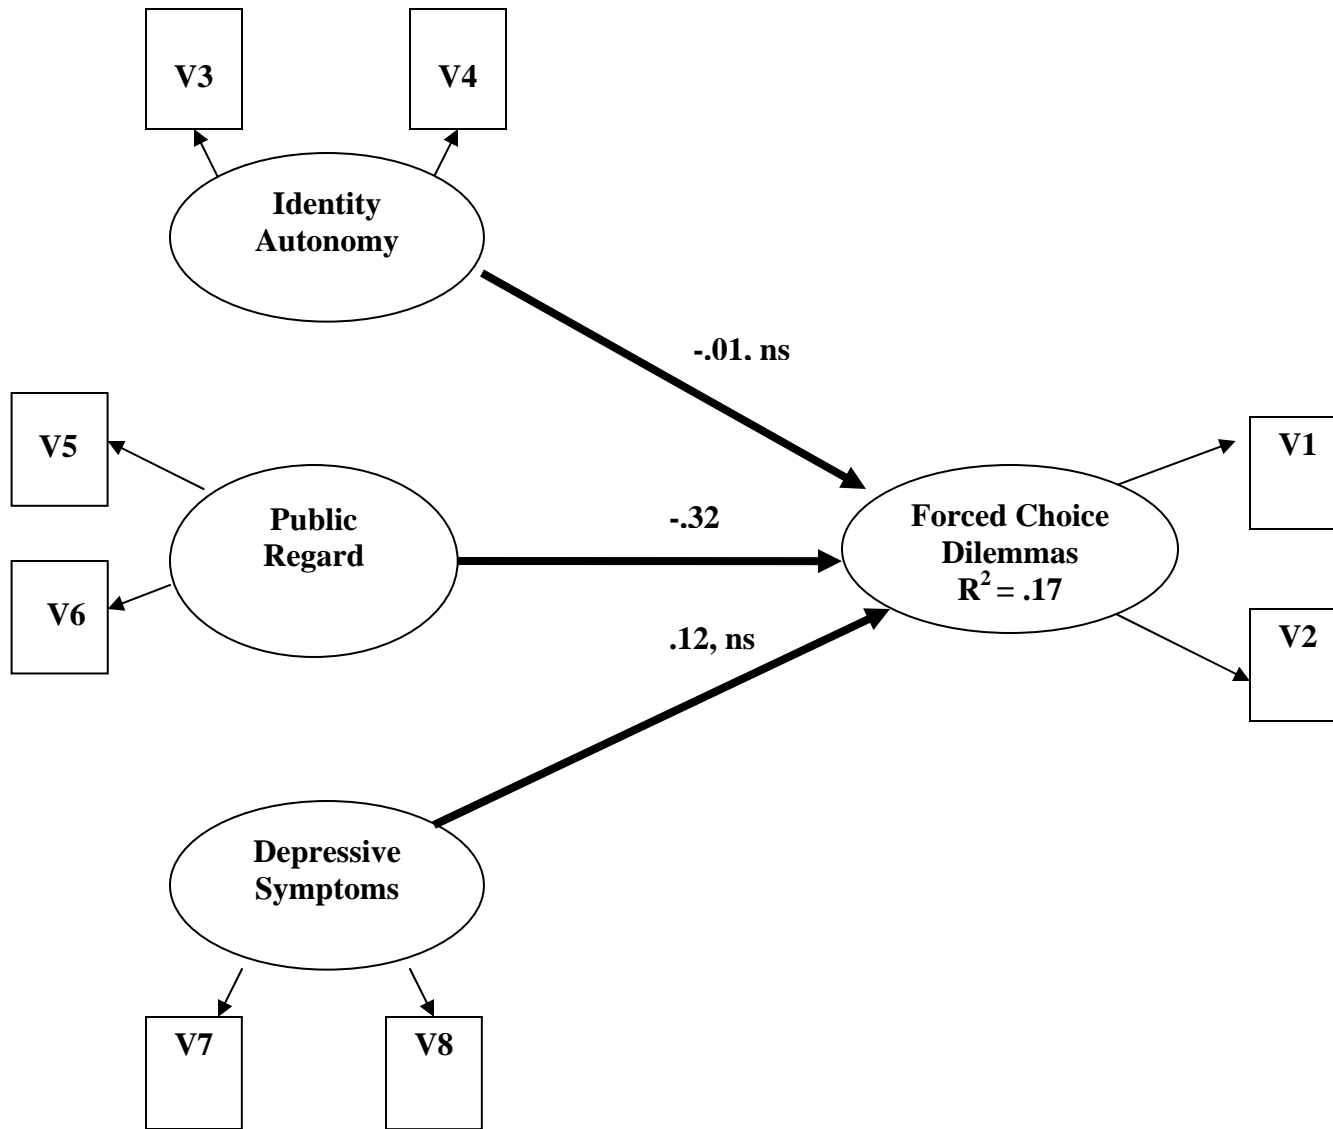 V3
V4
Identity
Autonomy
-.01, ns
V5
Public
Regard
-.32
V1
Forced Choice
Dilemmas
R² = .17
V6
.12, ns
V2
Depressive
Symptoms
V7
V8